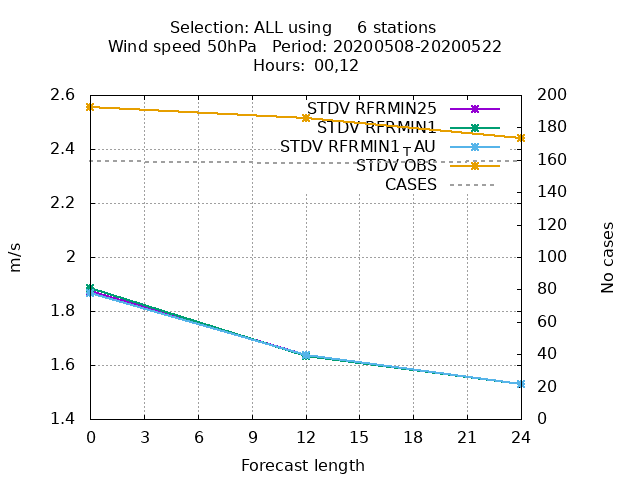 Selection: ALL using     6 stations
Wind speed 50hPa   Period: 20200508-20200522
Hours: 00,12
2.6
2.4
2.2
2
1.8
1.6
1.4
m/s
STDV RFRMIN25
STDV RFRMIN1
STDV RFRMIN1TAU
STDV OBS
CASES
200
180
160
140
120
100
80
60
40
20
0
No cases
0 3 6 9 12 15 18 21 24
Forecast length